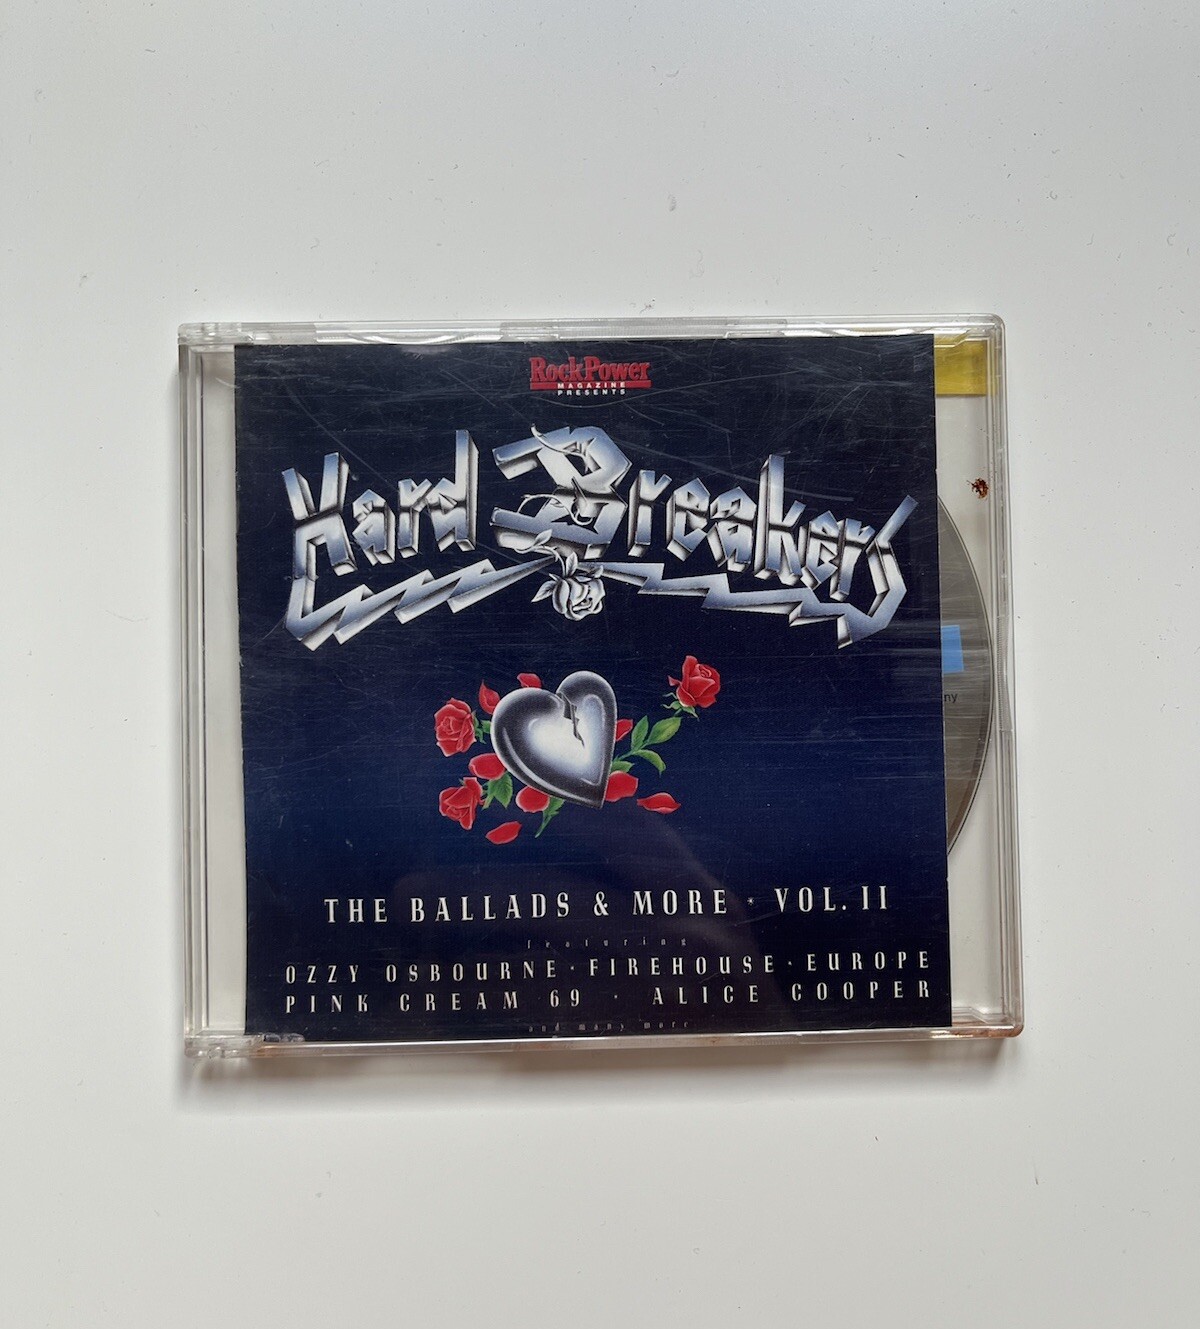 RockPower
MAGAZINE
PRESENTS
Hard Breakers
THE BALLADS & MORE · VOL. II
featuring
OZZY OSBOURNE · FIREHOUSE · EUROPE
PINK CREAM 69 · ALICE COOPER
and many more
ny